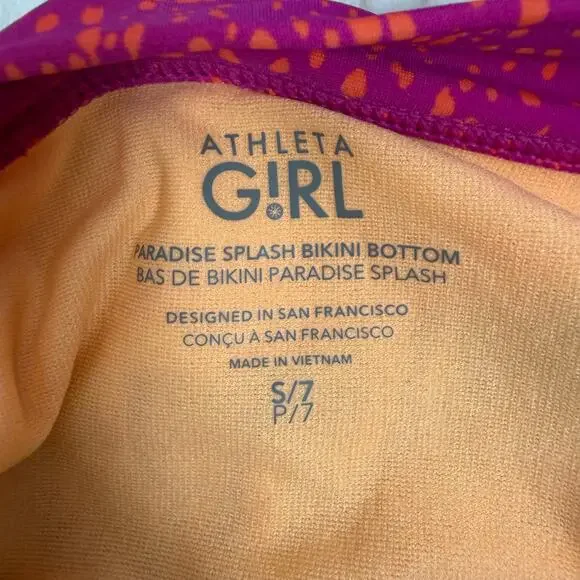 ATHLETA
G!RL
PARADISE SPLASH BIKINI BOTTOM
BAS DE BIKINI PARADISE SPLASH
DESIGNED IN SAN FRANCISCO
CONÇU À SAN FRANCISCO
MADE IN VIETNAM
S/7
P/7